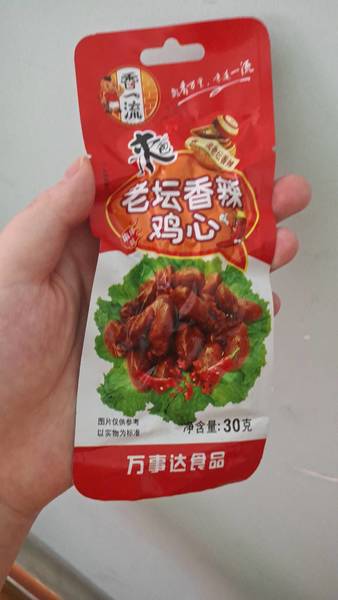 香一流
老坛香辣
鸡心
图片仅供参考
以实物为标准
净含量:30克
万事达食品